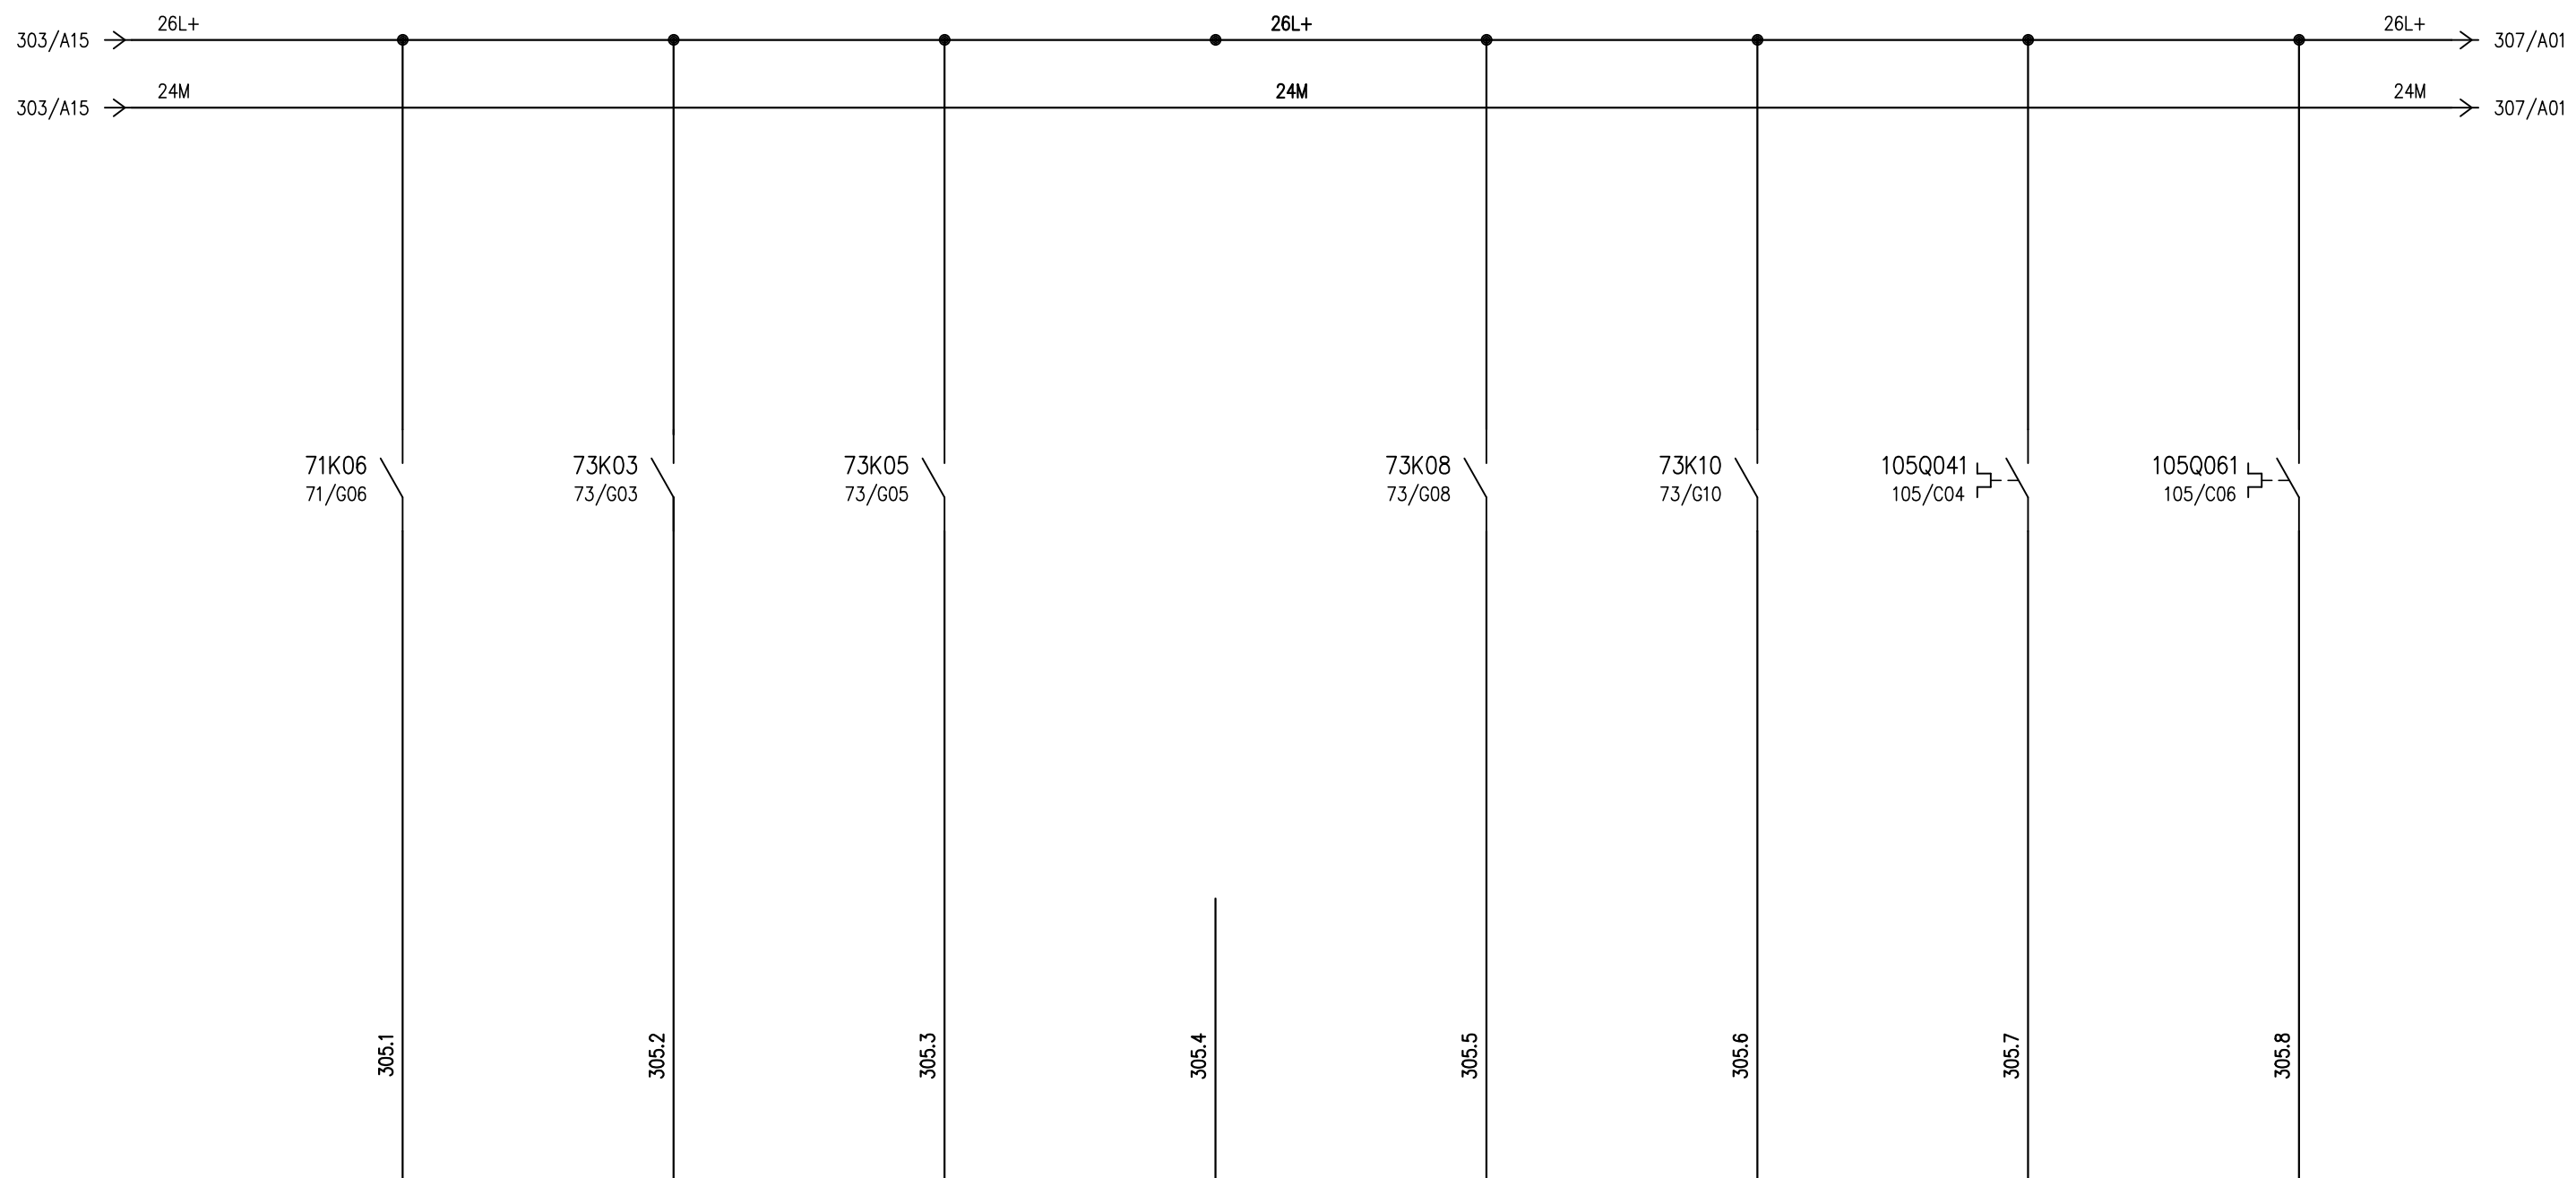 303/A15 26L+ 26L+ 26L+ 307/A01
303/A15 24M 24M 24M 307/A01
71K06 73K03 73K05 73K08 73K10 105Q041 105Q061
71/G06 73/G03 73/G05 73/G08 73/G10 105/C04 105/C06
305.1 305.2 305.3 305.4 305.5 305.6 305.7 305.8